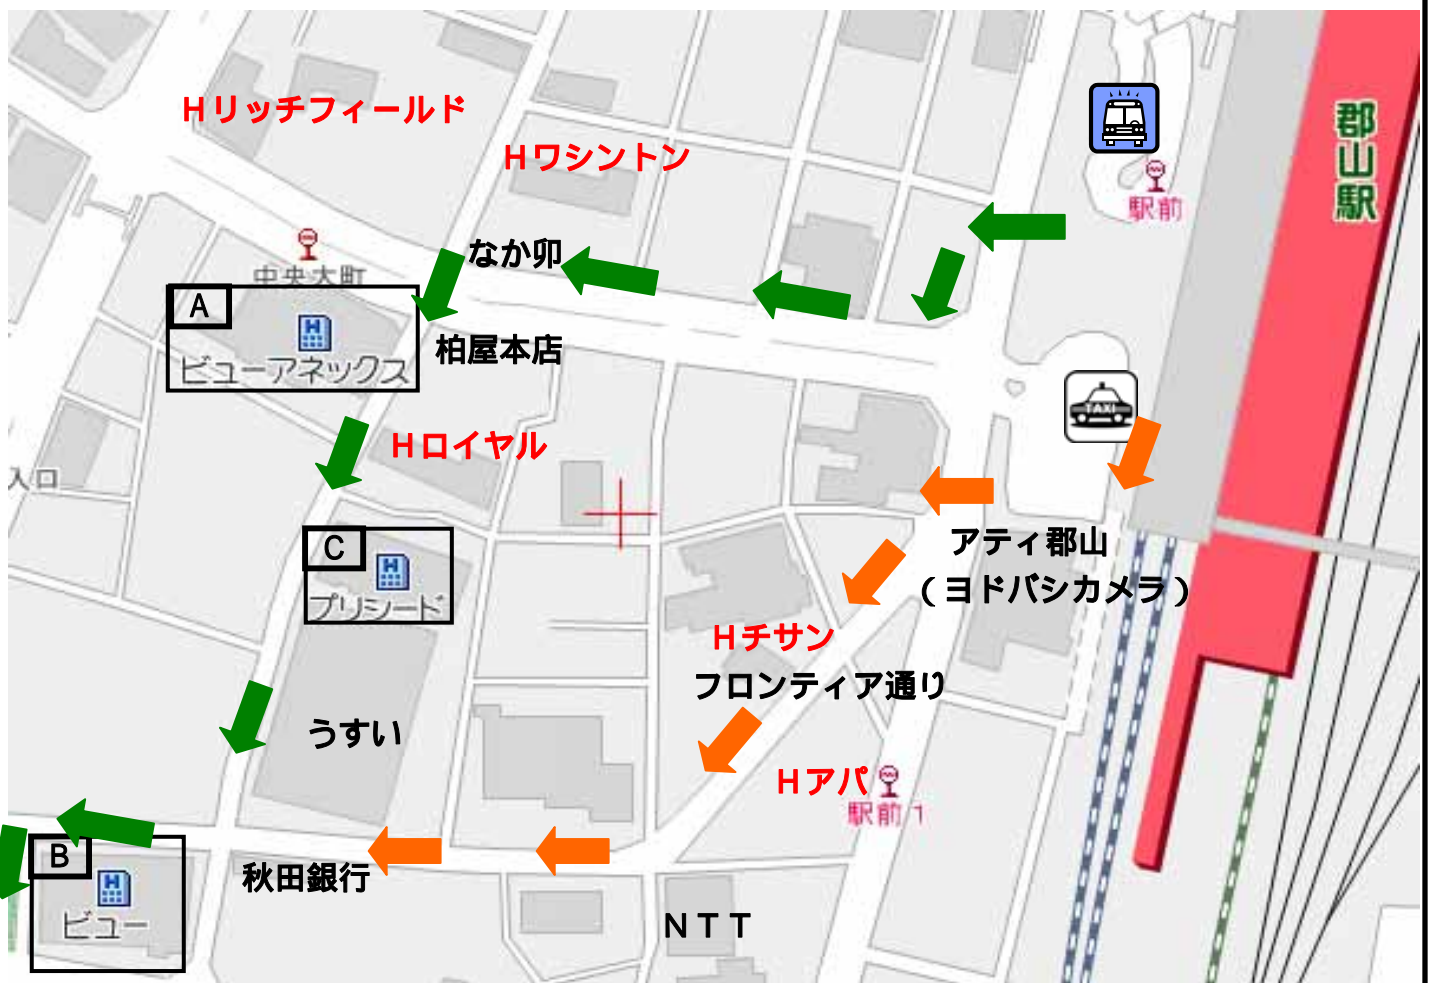 Hリッチフィールド
Hワシントン
郡山駅
駅前
なか卯
中央大町
A
H
ビューアネックス
柏屋本店
TAXI
Hロイヤル
入口
C
H
プリシード
アティ郡山
(ヨドバシカメラ)
Hチサン
フロンティア通り
うすい
Hアパ
駅前1
B
H
ビュー
秋田銀行
NTT